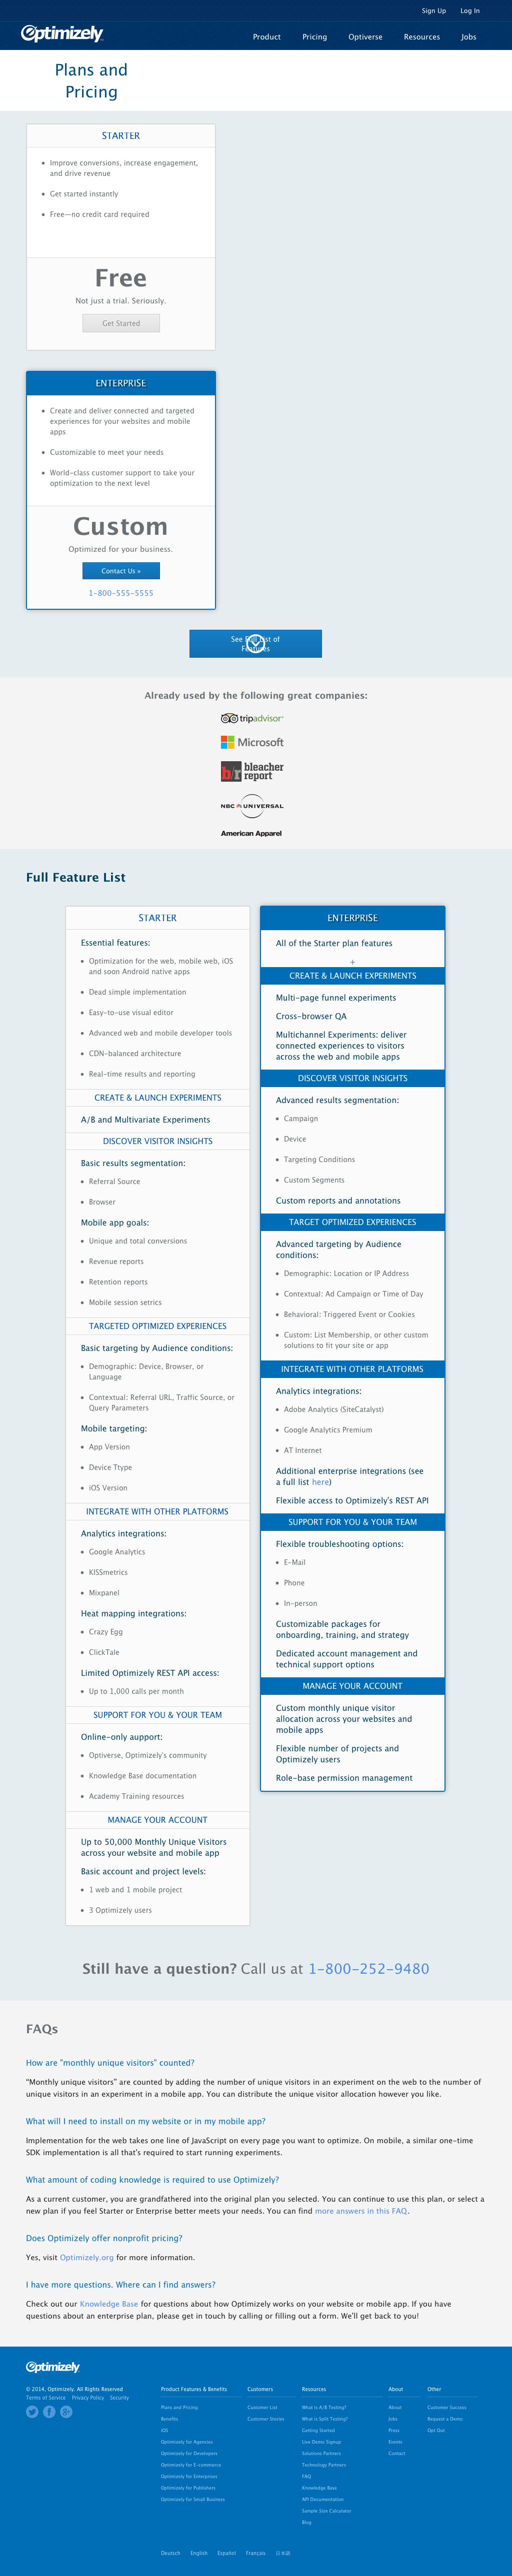 Sign Up Log In
Optimizely
Product Pricing Optiverse Resources Jobs
Plans and
Pricing
STARTER
Improve conversions, increase engagement,
and drive revenue
Get started instantly
Free—no credit card required
Free
Not just a trial. Seriously.
Get Started
ENTERPRISE
Create and deliver connected and targeted
experiences for your websites and mobile
apps
Customizable to meet your needs
World-class customer support to take your
optimization to the next level
Custom
Optimized for your business.
Contact Us »
1-800-555-5555
See Full List of
Features
Already used by the following great companies:
tripadvisor
Microsoft
b/r bleacher
report
NBC UNIVERSAL
American Apparel
Full Feature List
STARTER
Essential features:
Optimization for the web, mobile web, iOS
and soon Android native apps
Dead simple implementation
Easy-to-use visual editor
Advanced web and mobile developer tools
CDN-balanced architecture
Real-time results and reporting
CREATE & LAUNCH EXPERIMENTS
A/B and Multivariate Experiments
DISCOVER VISITOR INSIGHTS
Basic results segmentation:
Referral Source
Browser
Mobile app goals:
Unique and total conversions
Revenue reports
Retention reports
Mobile session setrics
TARGETED OPTIMIZED EXPERIENCES
Basic targeting by Audience conditions:
Demographic: Device, Browser, or
Language
Contextual: Referral URL, Traffic Source, or
Query Parameters
Mobile targeting:
App Version
Device Ttype
iOS Version
INTEGRATE WITH OTHER PLATFORMS
Analytics integrations:
Google Analytics
KISSmetrics
Mixpanel
Heat mapping integrations:
Crazy Egg
ClickTale
Limited Optimizely REST API access:
Up to 1,000 calls per month
SUPPORT FOR YOU & YOUR TEAM
Online-only aupport:
Optiverse, Optimizely's community
Knowledge Base documentation
Academy Training resources
MANAGE YOUR ACCOUNT
Up to 50,000 Monthly Unique Visitors
across your website and mobile app
Basic account and project levels:
1 web and 1 mobile project
3 Optimizely users
ENTERPRISE
All of the Starter plan features
+
CREATE & LAUNCH EXPERIMENTS
Multi-page funnel experiments
Cross-browser QA
Multichannel Experiments: deliver
connected experiences to visitors
across the web and mobile apps
DISCOVER VISITOR INSIGHTS
Advanced results segmentation:
Campaign
Device
Targeting Conditions
Custom Segments
Custom reports and annotations
TARGET OPTIMIZED EXPERIENCES
Advanced targeting by Audience
conditions:
Demographic: Location or IP Address
Contextual: Ad Campaign or Time of Day
Behavioral: Triggered Event or Cookies
Custom: List Membership, or other custom
solutions to fit your site or app
INTEGRATE WITH OTHER PLATFORMS
Analytics integrations:
Adobe Analytics (SiteCatalyst)
Google Analytics Premium
AT Internet
Additional enterprise integrations (see
a full list here)
Flexible access to Optimizely's REST API
SUPPORT FOR YOU & YOUR TEAM
Flexible troubleshooting options:
E-Mail
Phone
In-person
Customizable packages for
onboarding, training, and strategy
Dedicated account management and
technical support options
MANAGE YOUR ACCOUNT
Custom monthly unique visitor
allocation across your websites and
mobile apps
Flexible number of projects and
Optimizely users
Role-base permission management
Still have a question? Call us at 1-800-252-9480
FAQs
How are "monthly unique visitors" counted?
"Monthly unique visitors" are counted by adding the number of unique visitors in an experiment on the web to the number of
unique visitors in an experiment in a mobile app. You can distribute the unique visitor allocation however you like.
What will I need to install on my website or in my mobile app?
Implementation for the web takes one line of JavaScript on every page you want to optimize. On mobile, a similar one-time
SDK implementation is all that's required to start running experiments.
What amount of coding knowledge is required to use Optimizely?
As a current customer, you are grandfathered into the original plan you selected. You can continue to use this plan, or select a
new plan if you feel Starter or Enterprise better meets your needs. You can find more answers in this FAQ.
Does Optimizely offer nonprofit pricing?
Yes, visit Optimizely.org for more information.
I have more questions. Where can I find answers?
Check out our Knowledge Base for questions about how Optimizely works on your website or mobile app. If you have
questions about an enterprise plan, please get in touch by calling or filling out a form. We'll get back to you!
Optimizely
© 2014, Optimizely. All Rights Reserved
Terms of Service Privacy Policy Security
Product Features & Benefits
Plans and Pricing
Benefits
iOS
Optimizely for Agencies
Optimizely for Developers
Optimizely for E-commerce
Optimizely for Enterprises
Optimizely for Publishers
Optimizely for Small Business
Customers
Customer List
Customer Stories
Resources
What is A/B Testing?
What is Split Testing?
Getting Started
Live Demo Signup
Solutions Partners
Technology Partners
FAQ
Knowledge Base
API Documentation
Sample Size Calculator
Blog
About
About
Jobs
Press
Events
Contact
Other
Customer Success
Request a Demo
Opt Out
Deutsch English Español Français 日本語